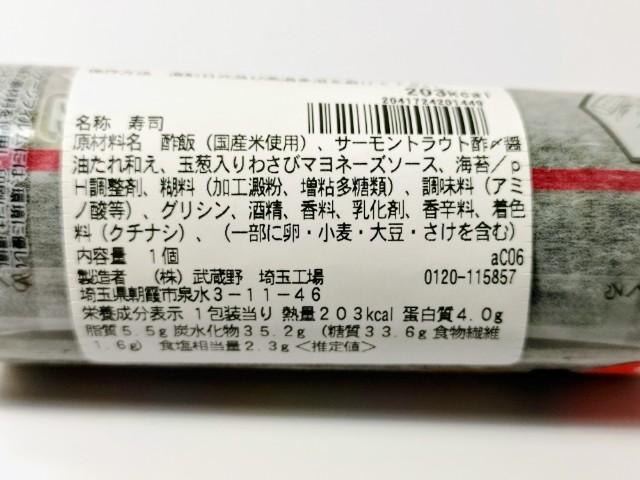 203kcal
2041724201449
名称 寿司
原材料名 酢飯（国産米使用）、サーモントラウト酢〆醤
油たれ和え、玉葱入りわさびマヨネーズソース、海苔／ｐ
Ｈ調整剤、糊料（加工澱粉、増粘多糖類）、調味料（アミ
ノ酸等）、グリシン、酒精、香料、乳化剤、香辛料、着色
料（クチナシ）、（一部に卵・小麦・大豆・さけを含む）
内容量 １個 aC06
製造者 （株）武蔵野 埼玉工場 0120-115857
埼玉県朝霞市泉水３－１１－４６
栄養成分表示 １包装当り 熱量２０３kcal 蛋白質４.０g
脂質５.５g 炭水化物３５.２g（糖質３３.６g 食物繊維
１.６g） 食塩相当量２.３g＜推定値＞